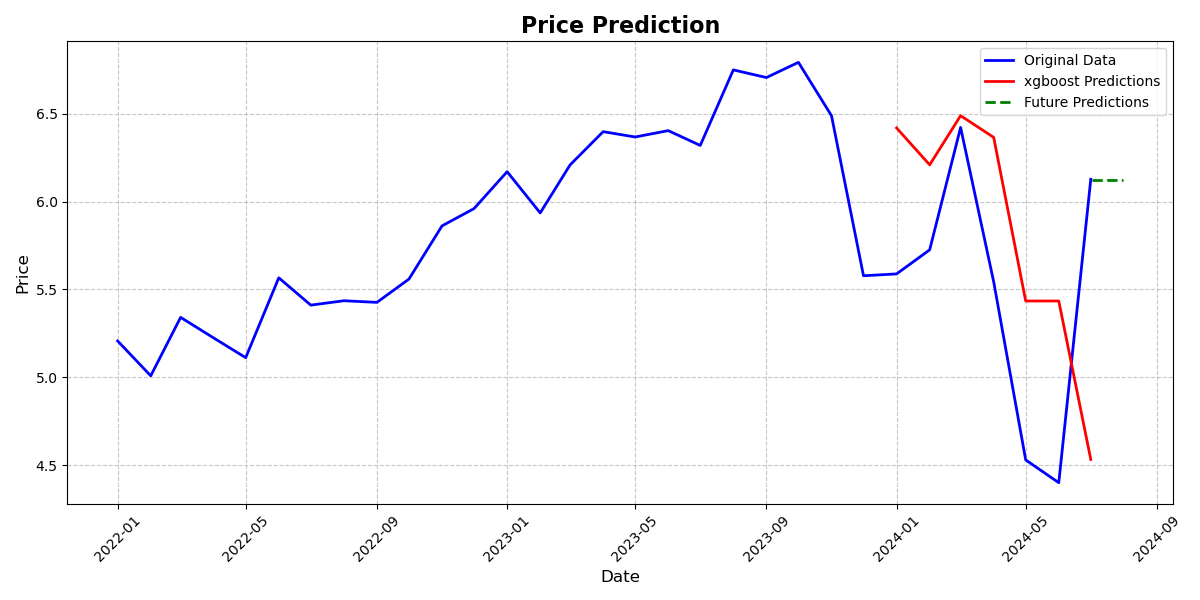 Price Prediction
Original Data
xgboost Predictions
Future Predictions
Price
6.5
6.0
5.5
5.0
4.5
2022-01
2022-05
2022-09
2023-01
2023-05
2023-09
2024-01
2024-05
2024-09
Date